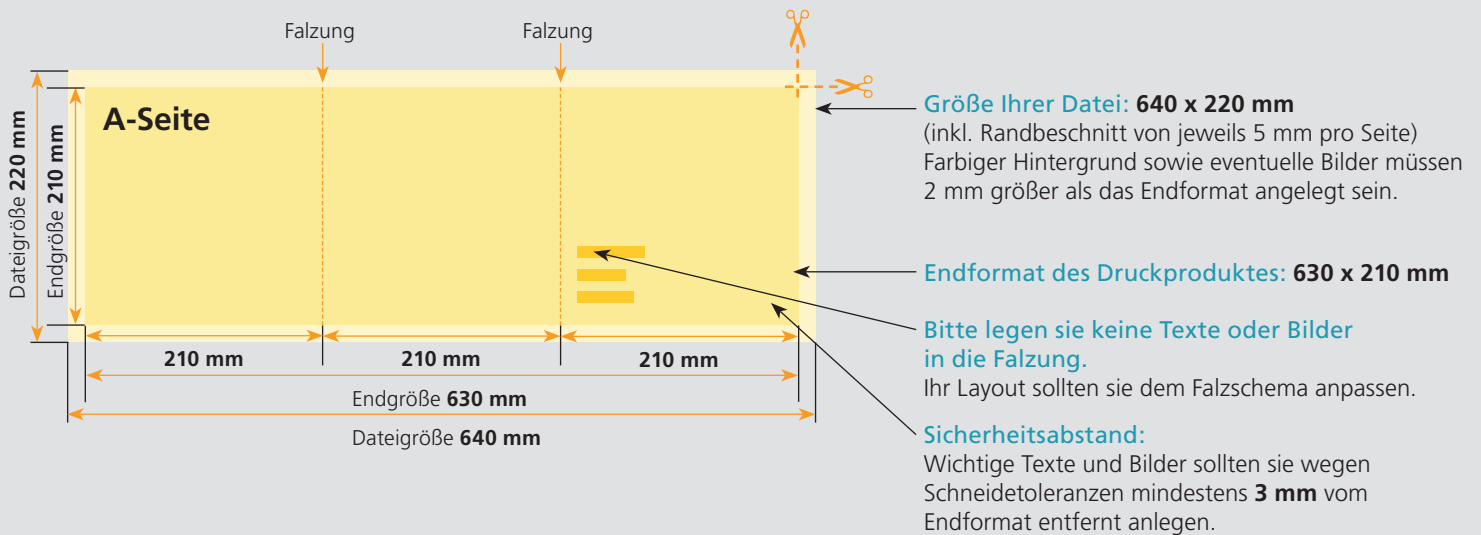 Falzung
Falzung
A-Seite
Dateigröße 220 mm
Endgröße 210 mm
210 mm
210 mm
210 mm
Endgröße 630 mm
Dateigröße 640 mm
Größe Ihrer Datei: 640 x 220 mm
(inkl. Randbeschnitt von jeweils 5 mm pro Seite)
Farbiger Hintergrund sowie eventuelle Bilder müssen
2 mm größer als das Endformat angelegt sein.
Endformat des Druckproduktes: 630 x 210 mm
Bitte legen sie keine Texte oder Bilder
in die Falzung.
Ihr Layout sollten sie dem Falzschema anpassen.
Sicherheitsabstand:
Wichtige Texte und Bilder sollten sie wegen
Schneidetoleranzen mindestens 3 mm vom
Endformat entfernt anlegen.